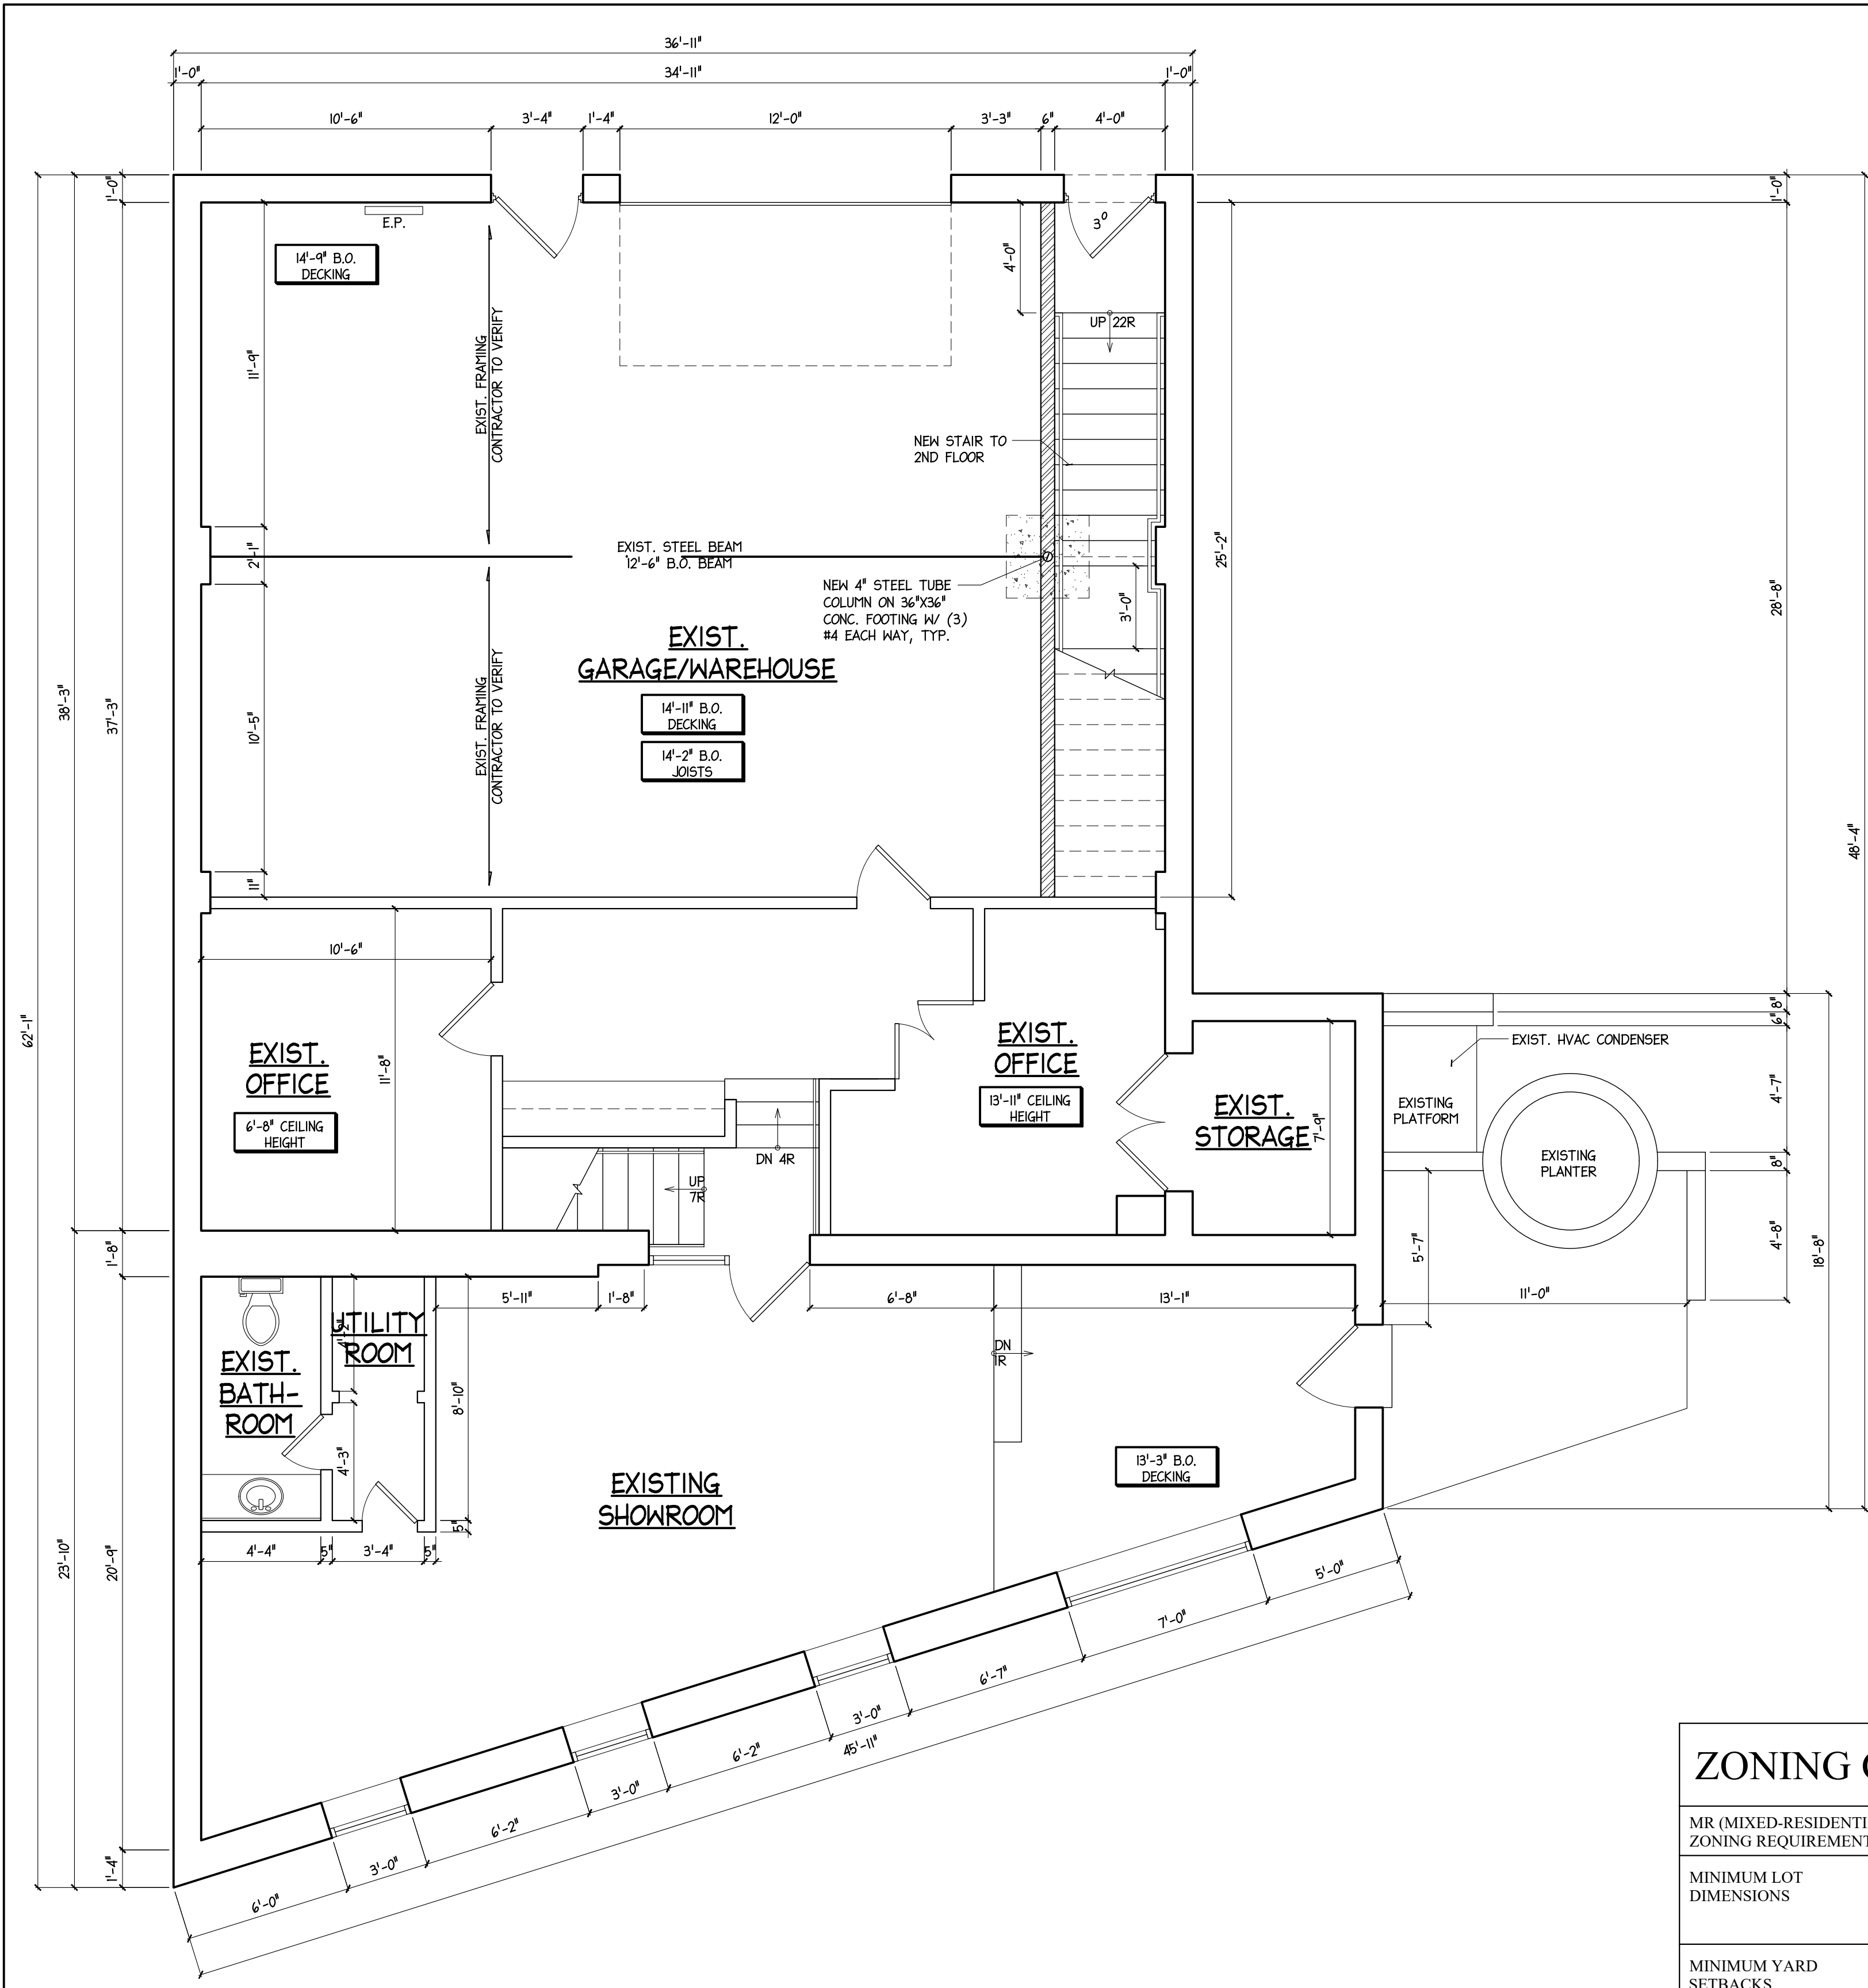 36'-11"
1'-0"
34'-11"
1'-0"
10'-6"
3'-4"
1'-4"
12'-0"
3'-3"
6"
4'-0"
1'-0"
1'-0"
E.P.
3⁰
14'-9" B.O.
DECKING
4'-0"
UP 22R
11'-9"
EXIST. FRAMING
CONTRACTOR TO VERIFY
NEW STAIR TO
2ND FLOOR
25'-2"
2'-1"
EXIST. STEEL BEAM
12'-6" B.O. BEAM
NEW 4" STEEL TUBE
COLUMN ON 36"X36"
CONC. FOOTING W/ (3)
#4 EACH WAY, TYP.
3'-0"
28'-8"
EXIST.
GARAGE/WAREHOUSE
38'-3"
37'-3"
10'-5"
EXIST. FRAMING
CONTRACTOR TO VERIFY
14'-11" B.O.
DECKING
14'-2" B.O.
JOISTS
48'-4"
11"
10'-6"
62'-1"
11'-8"
EXIST.
OFFICE
6'-8" CEILING
HEIGHT
EXIST.
OFFICE
13'-11" CEILING
HEIGHT
EXIST.
STORAGE
7'-9"
8"
6"
EXIST. HVAC CONDENSER
4'-7"
EXISTING
PLATFORM
EXISTING
PLANTER
8"
DN 4R
UP
7R
1'-8"
5'-7"
4'-8"
18'-8"
5'-11"
1'-8"
6'-8"
13'-1"
11'-0"
UTILITY
ROOM
4'-2"
EXIST.
BATH-
ROOM
DN
1R
8'-10"
4'-3"
13'-3" B.O.
DECKING
EXISTING
SHOWROOM
5"
4'-4"
5"
3'-4"
5"
23'-10"
20'-9"
5'-0"
7'-0"
6'-7"
3'-0"
45'-11"
6'-2"
3'-0"
6'-2"
3'-0"
6'-0"
1'-4"
ZONING
MR (MIXED-RESIDENTI
ZONING REQUIREMENT
MINIMUM LOT
DIMENSIONS
MINIMUM YARD
SETBACKS